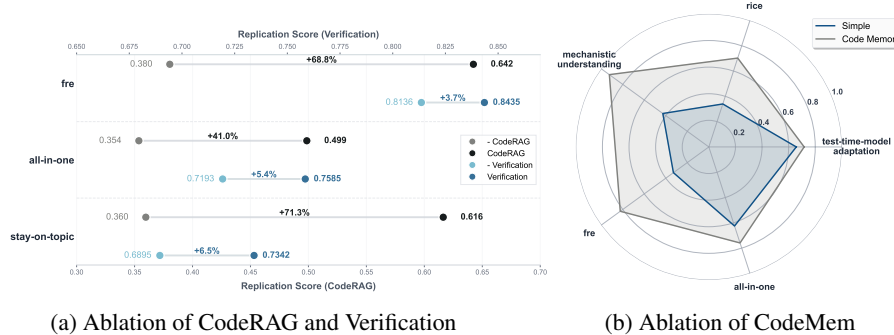 Replication Score (Verification)
0.650 0.675 0.700 0.725 0.750 0.775 0.800 0.825 0.850
fre
0.380 +68.8% 0.642
0.8136 +3.7% 0.8435
all-in-one
0.354 +41.0% 0.499
0.7193 +5.4% 0.7585
- CodeRAG
CodeRAG
- Verification
Verification
stay-on-topic
0.360 +71.3% 0.616
0.6895 +6.5% 0.7342
0.30 0.35 0.40 0.45 0.50 0.55 0.60 0.65 0.70
Replication Score (CodeRAG)
(a) Ablation of CodeRAG and Verification
rice
Simple
Code Memor
mechanistic
understanding
1.0
0.8
0.6
0.4
0.2
test-time-model
adaptation
fre
all-in-one
(b) Ablation of CodeMem